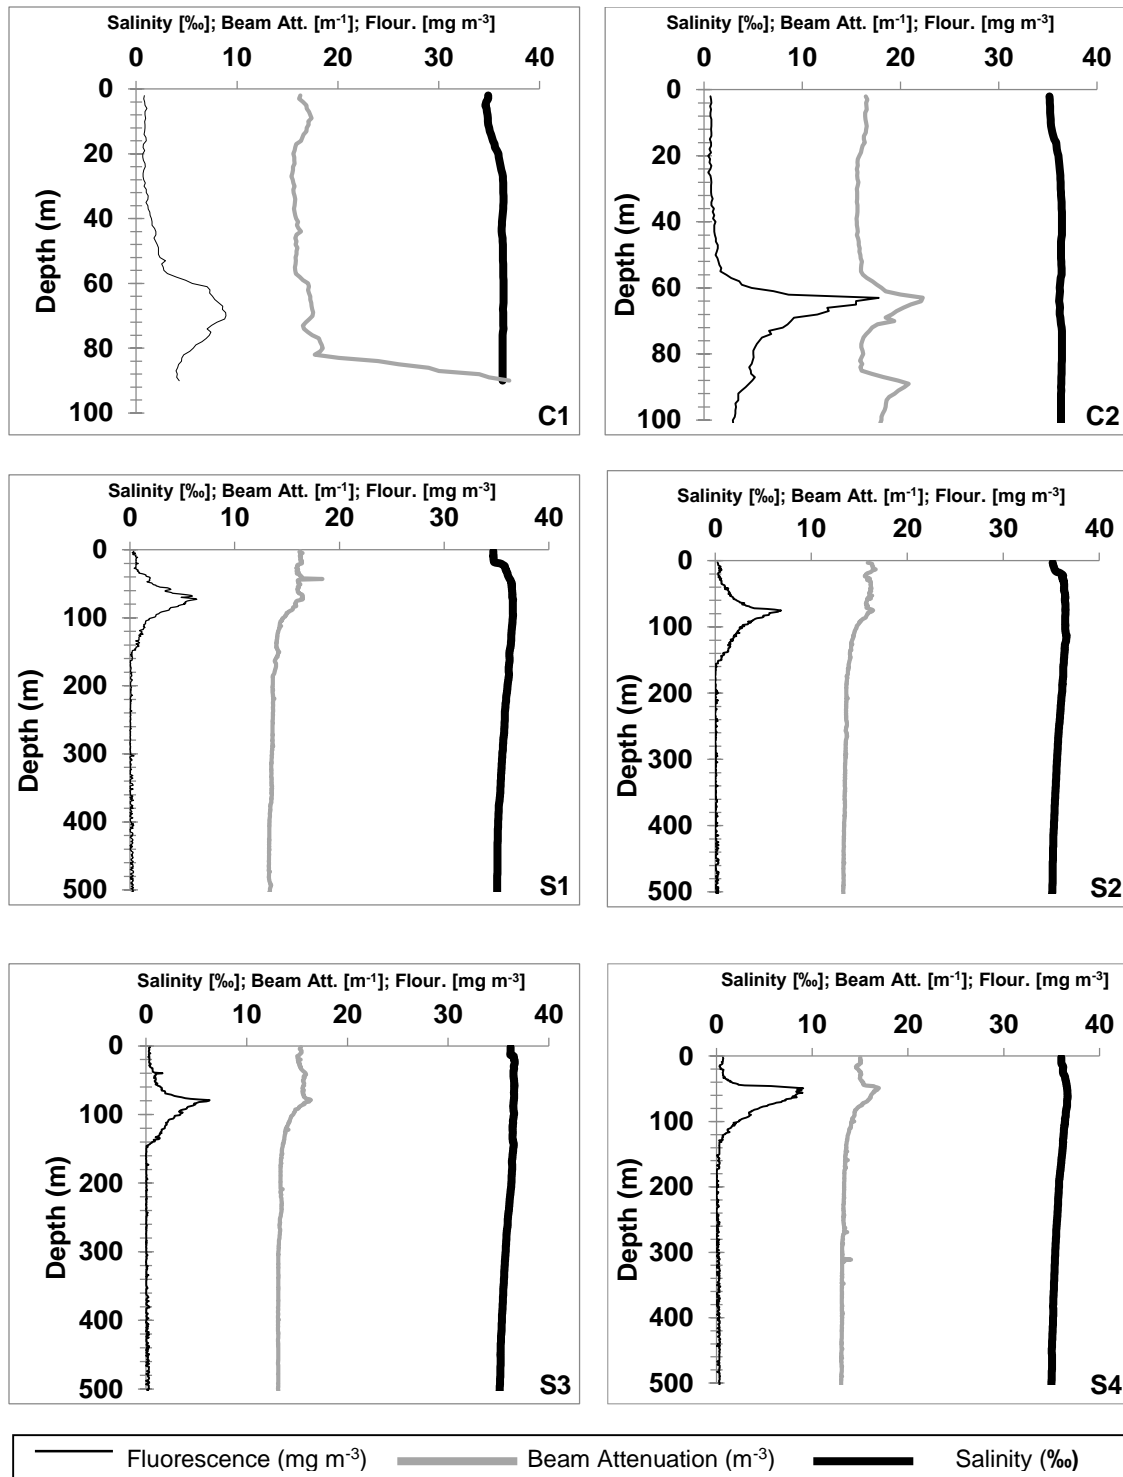 Salinity [‰]; Beam Att. [m-1]; Flour. [mg m-3]
0 10 20 30 40
0
20
40
60
80
100
Depth (m)
C1
Salinity [‰]; Beam Att. [m-1]; Flour. [mg m-3]
0 10 20 30 40
0
20
40
60
80
100
Depth (m)
C2
Salinity [‰]; Beam Att. [m-1]; Flour. [mg m-3]
0 10 20 30 40
0
100
200
300
400
500
Depth (m)
S1
Salinity [‰]; Beam Att. [m-1]; Flour. [mg m-3]
0 10 20 30 40
0
100
200
300
400
500
Depth (m)
S2
Salinity [‰]; Beam Att. [m-1]; Flour. [mg m-3]
0 10 20 30 40
0
100
200
300
400
500
Depth (m)
S3
Salinity [‰]; Beam Att. [m-1]; Flour. [mg m-3]
0 10 20 30 40
0
100
200
300
400
500
Depth (m)
S4
Fluorescence (mg m-3) Beam Attenuation (m-3) Salinity (‰)